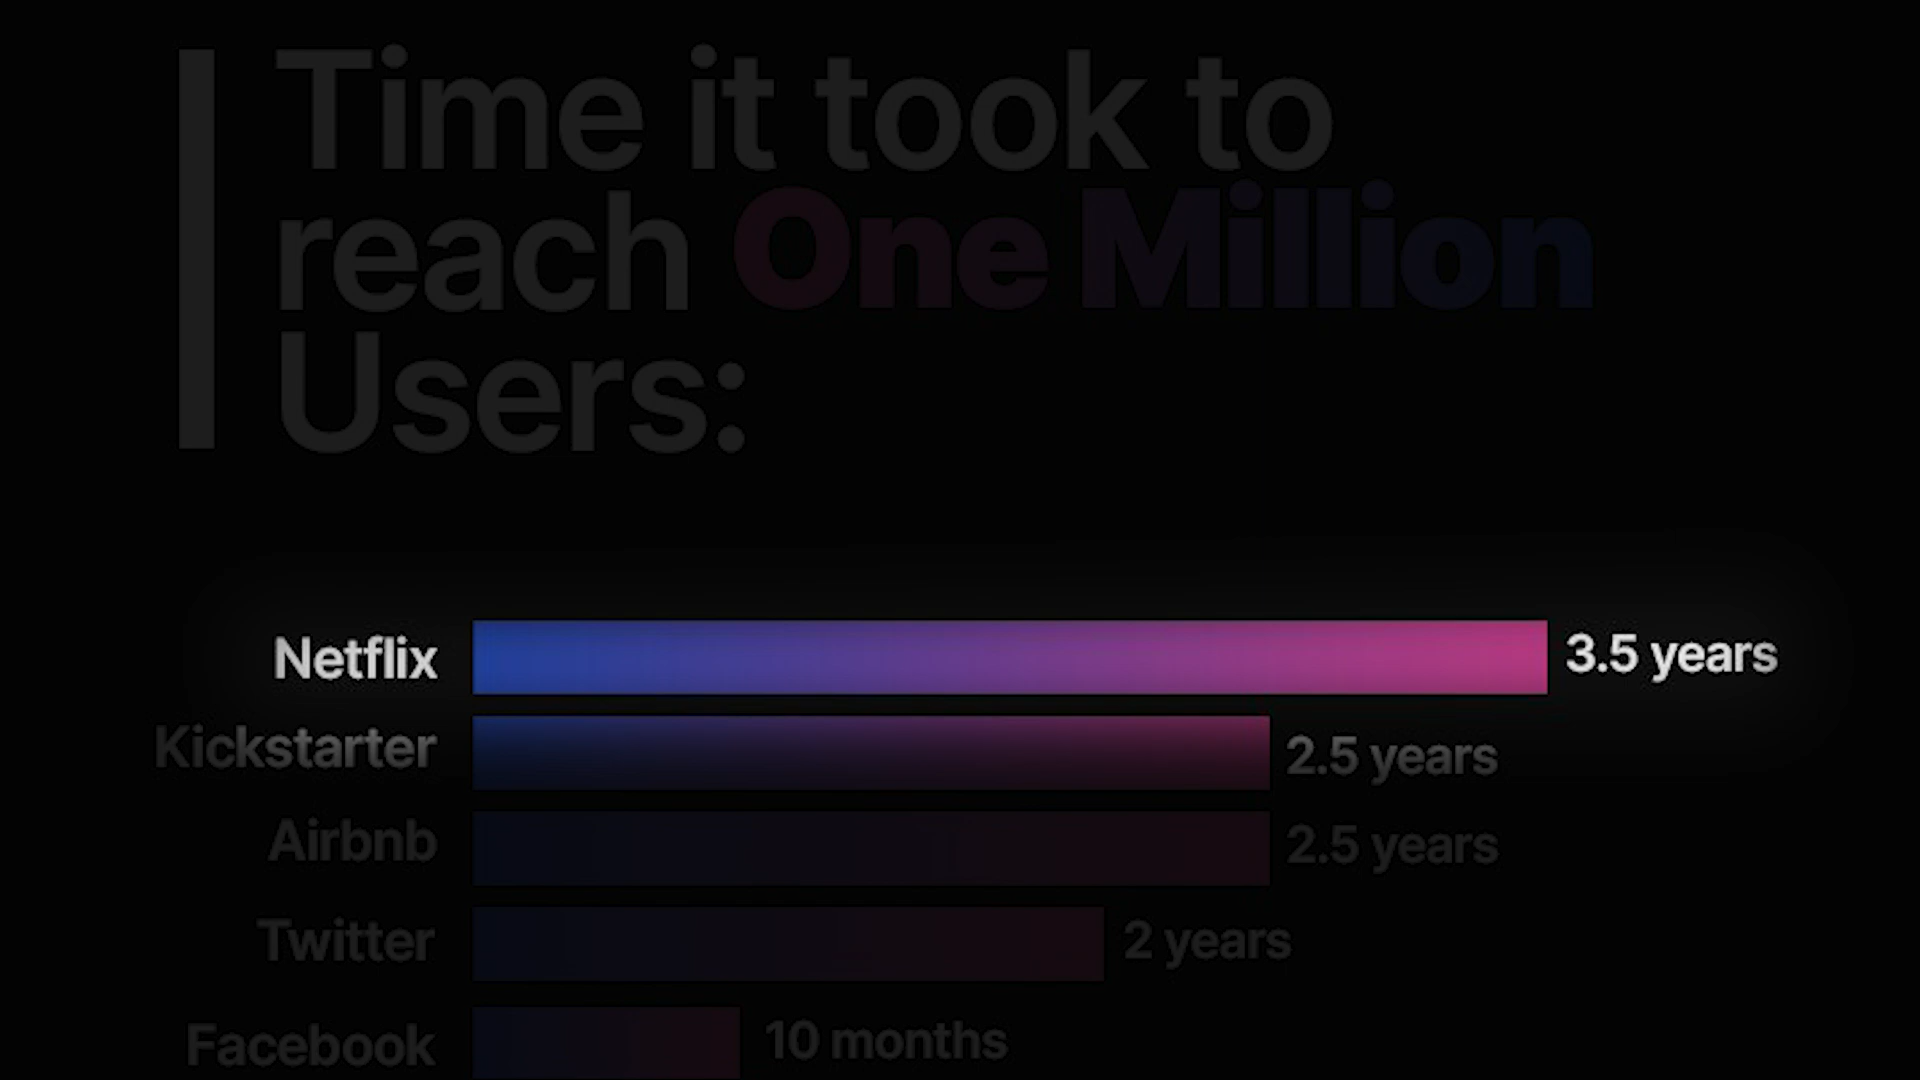 Time it took to
reach One Million
Users:
Netflix 3.5 years
Kickstarter 2.5 years
Airbnb 2.5 years
Twitter 2 years
Facebook 10 months